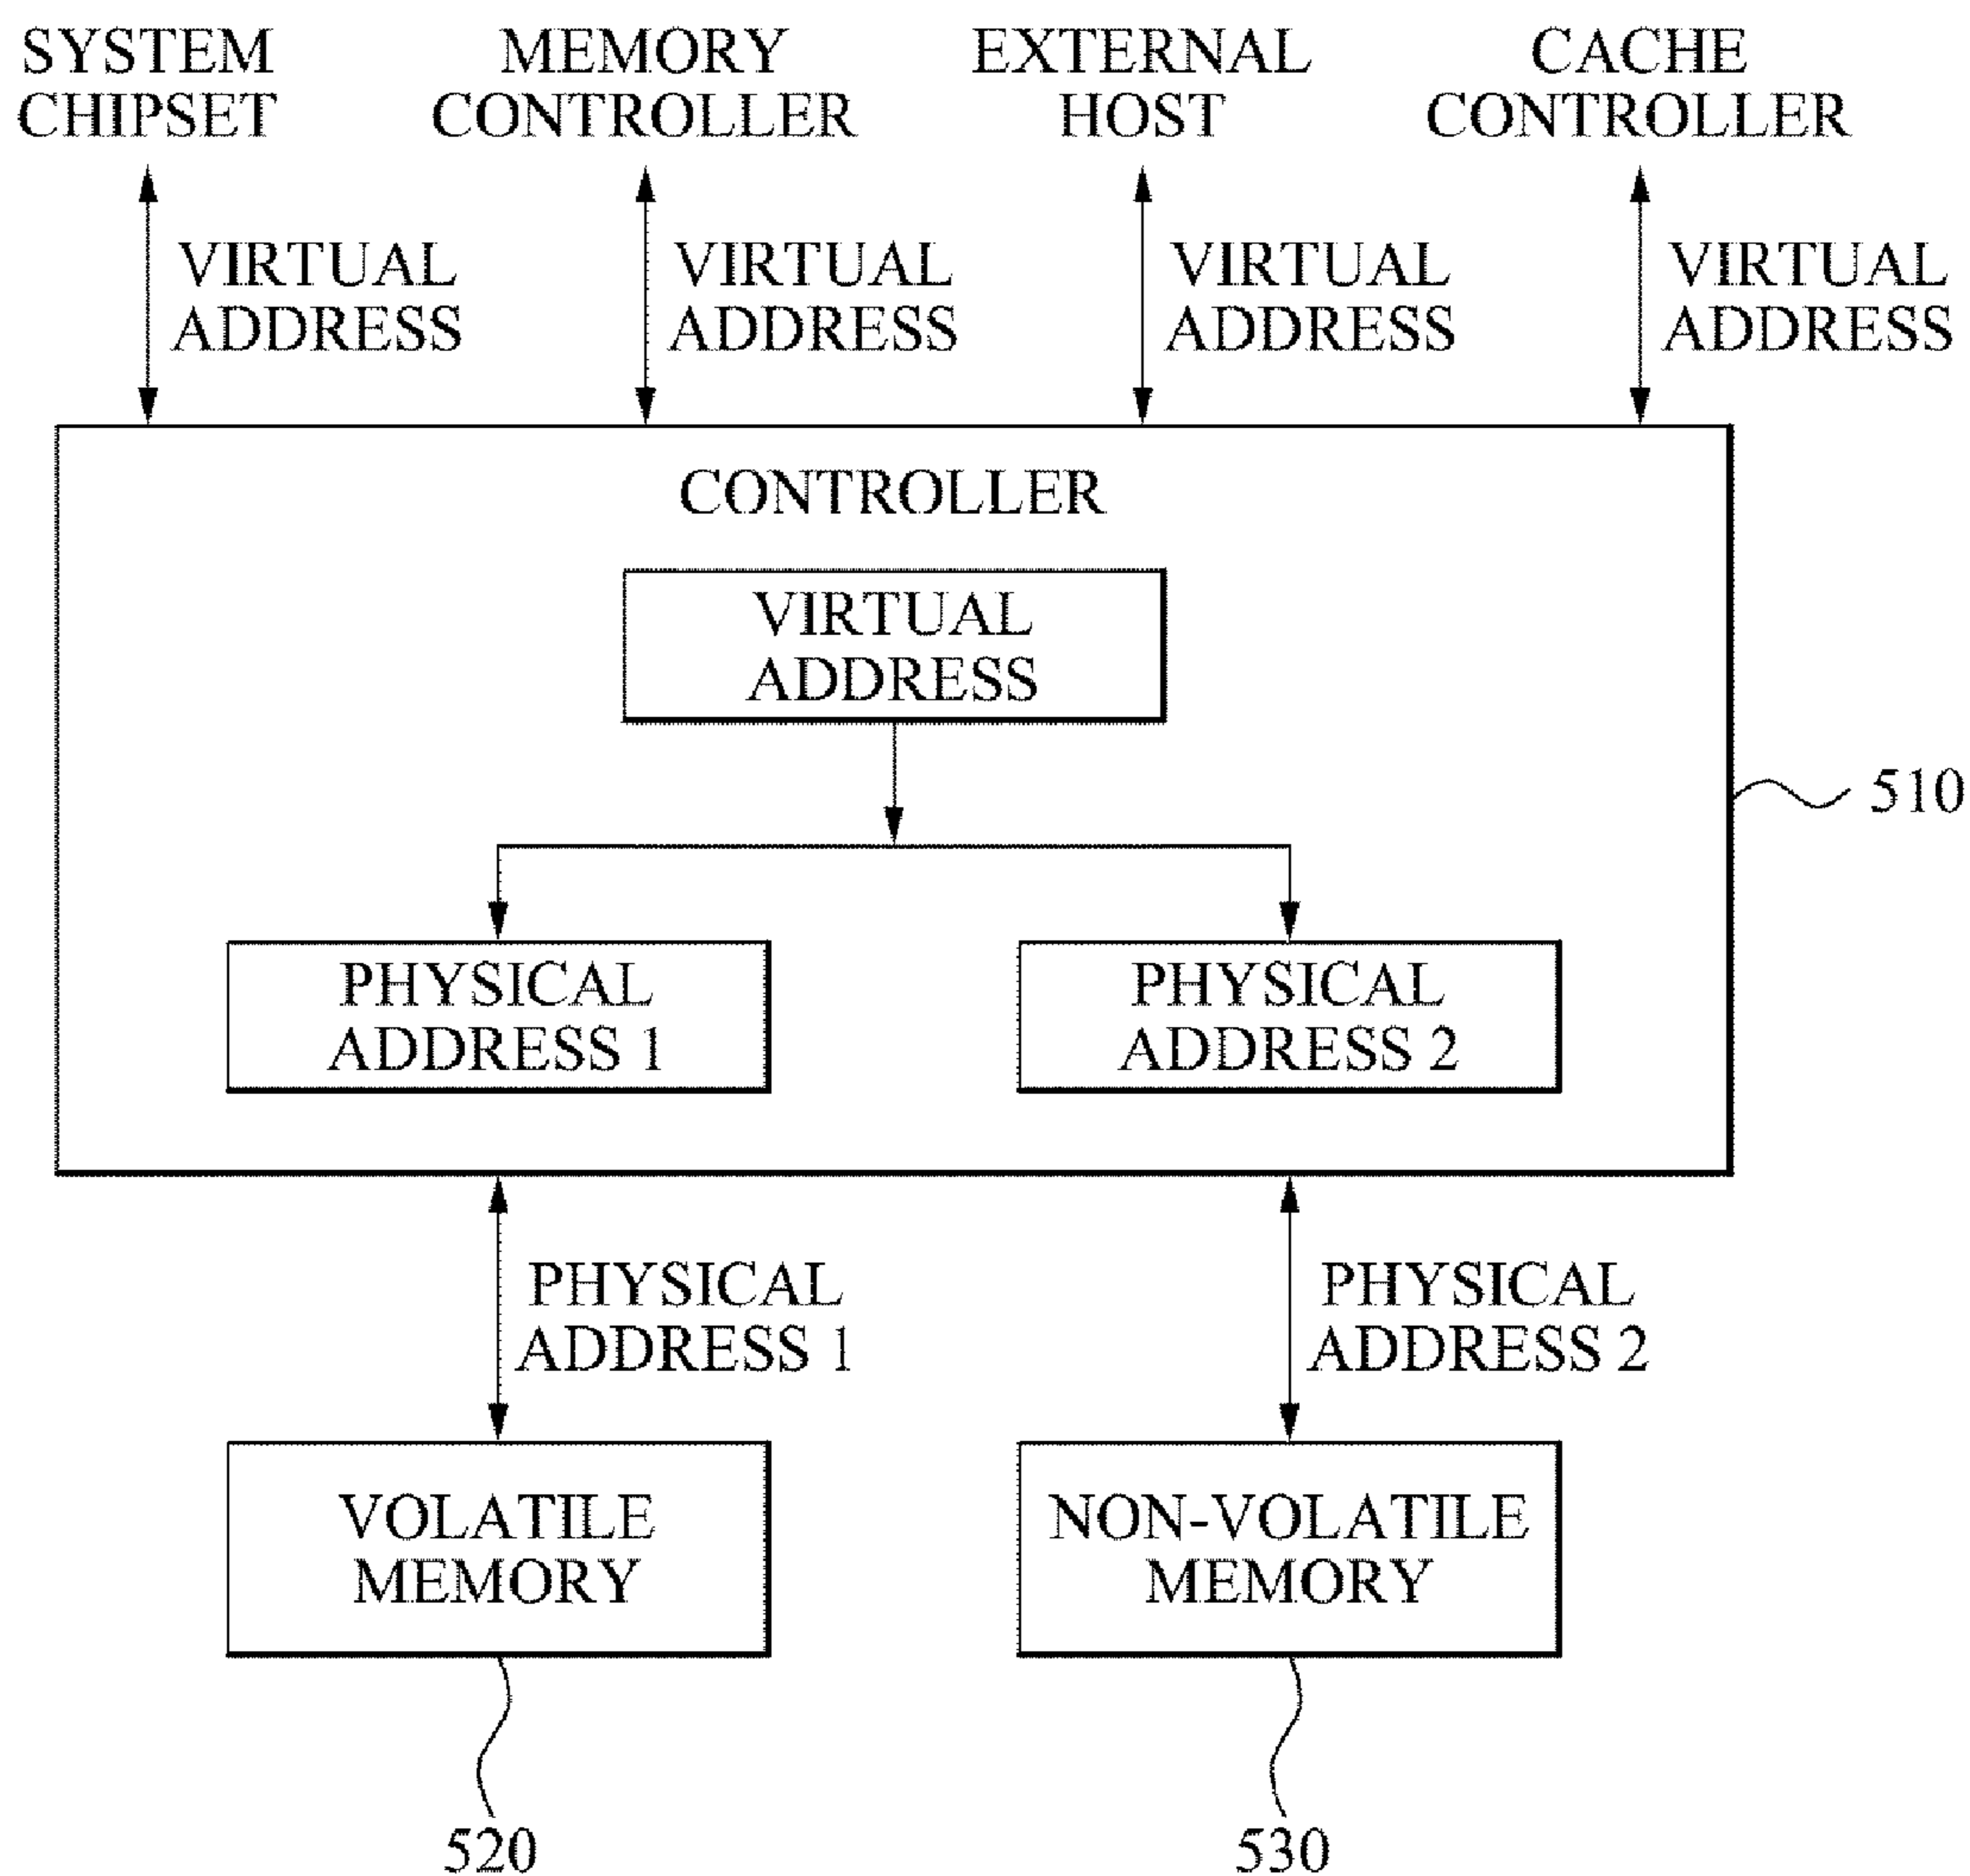 SYSTEM
CHIPSET
MEMORY
CONTROLLER
EXTERNAL
HOST
CACHE
CONTROLLER
VIRTUAL
ADDRESS
VIRTUAL
ADDRESS
VIRTUAL
ADDRESS
VIRTUAL
ADDRESS
CONTROLLER
VIRTUAL
ADDRESS
510
PHYSICAL
ADDRESS 1
PHYSICAL
ADDRESS 2
PHYSICAL
ADDRESS 1
PHYSICAL
ADDRESS 2
VOLATILE
MEMORY
NON-VOLATILE
MEMORY
520
530